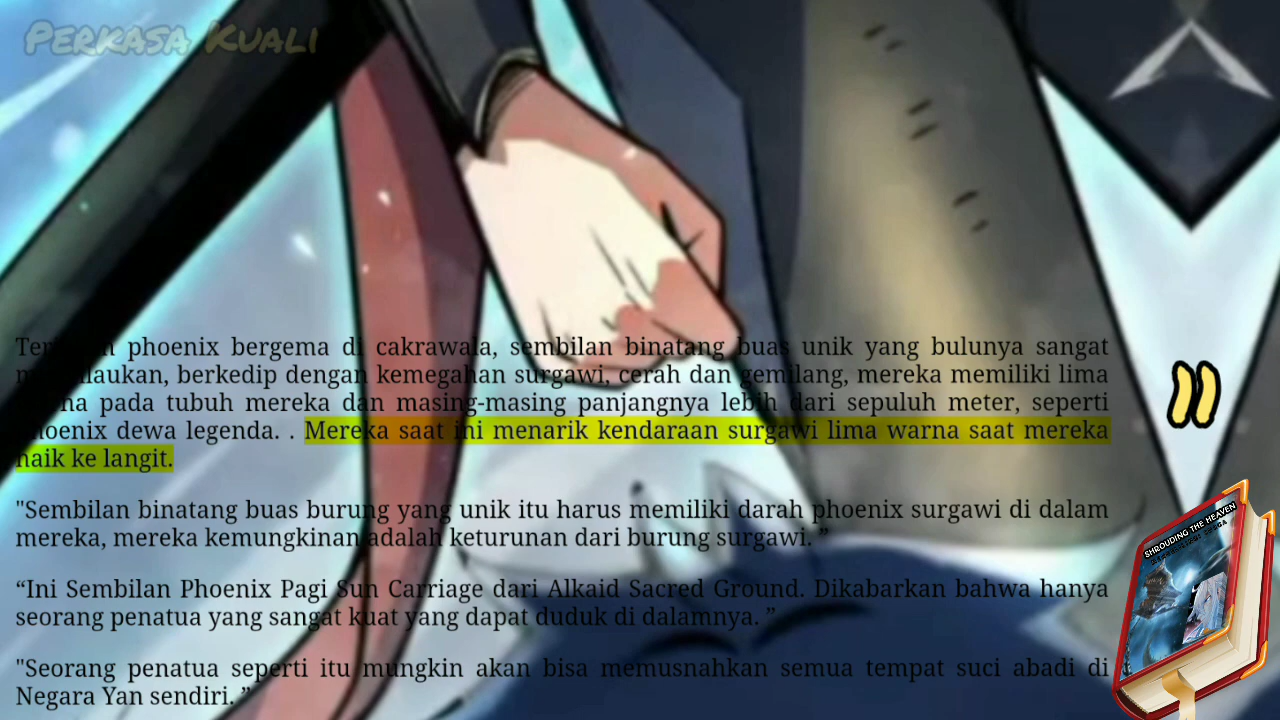 Perkasa Kuali
phoenix bergema di cakrawala, sembilan binatang buas unik yang bulunya sangat
berkedip dengan kemegahan surgawi, cerah dan gemilang, mereka memiliki lima
pada tubuh mereka dan masing-masing panjangnya lebih dari sepuluh meter, seperti
phoenix dewa legenda. . Mereka saat ini menarik kendaraan surgawi lima warna saat mereka
naik ke langit.
"Sembilan binatang buas burung yang unik itu harus memiliki darah phoenix surgawi di dalam
mereka, mereka kemungkinan adalah keturunan dari burung surgawi. ”
“Ini Sembilan Phoenix Pagi Sun Carriage dari Alkaid Sacred Ground. Dikabarkan bahwa hanya
seorang penatua yang sangat kuat yang dapat duduk di dalamnya. ”
"Seorang penatua seperti itu mungkin akan bisa memusnahkan semua tempat suci abadi di
Negara Yan sendiri. ”
SHROUDING THE HEAVEN